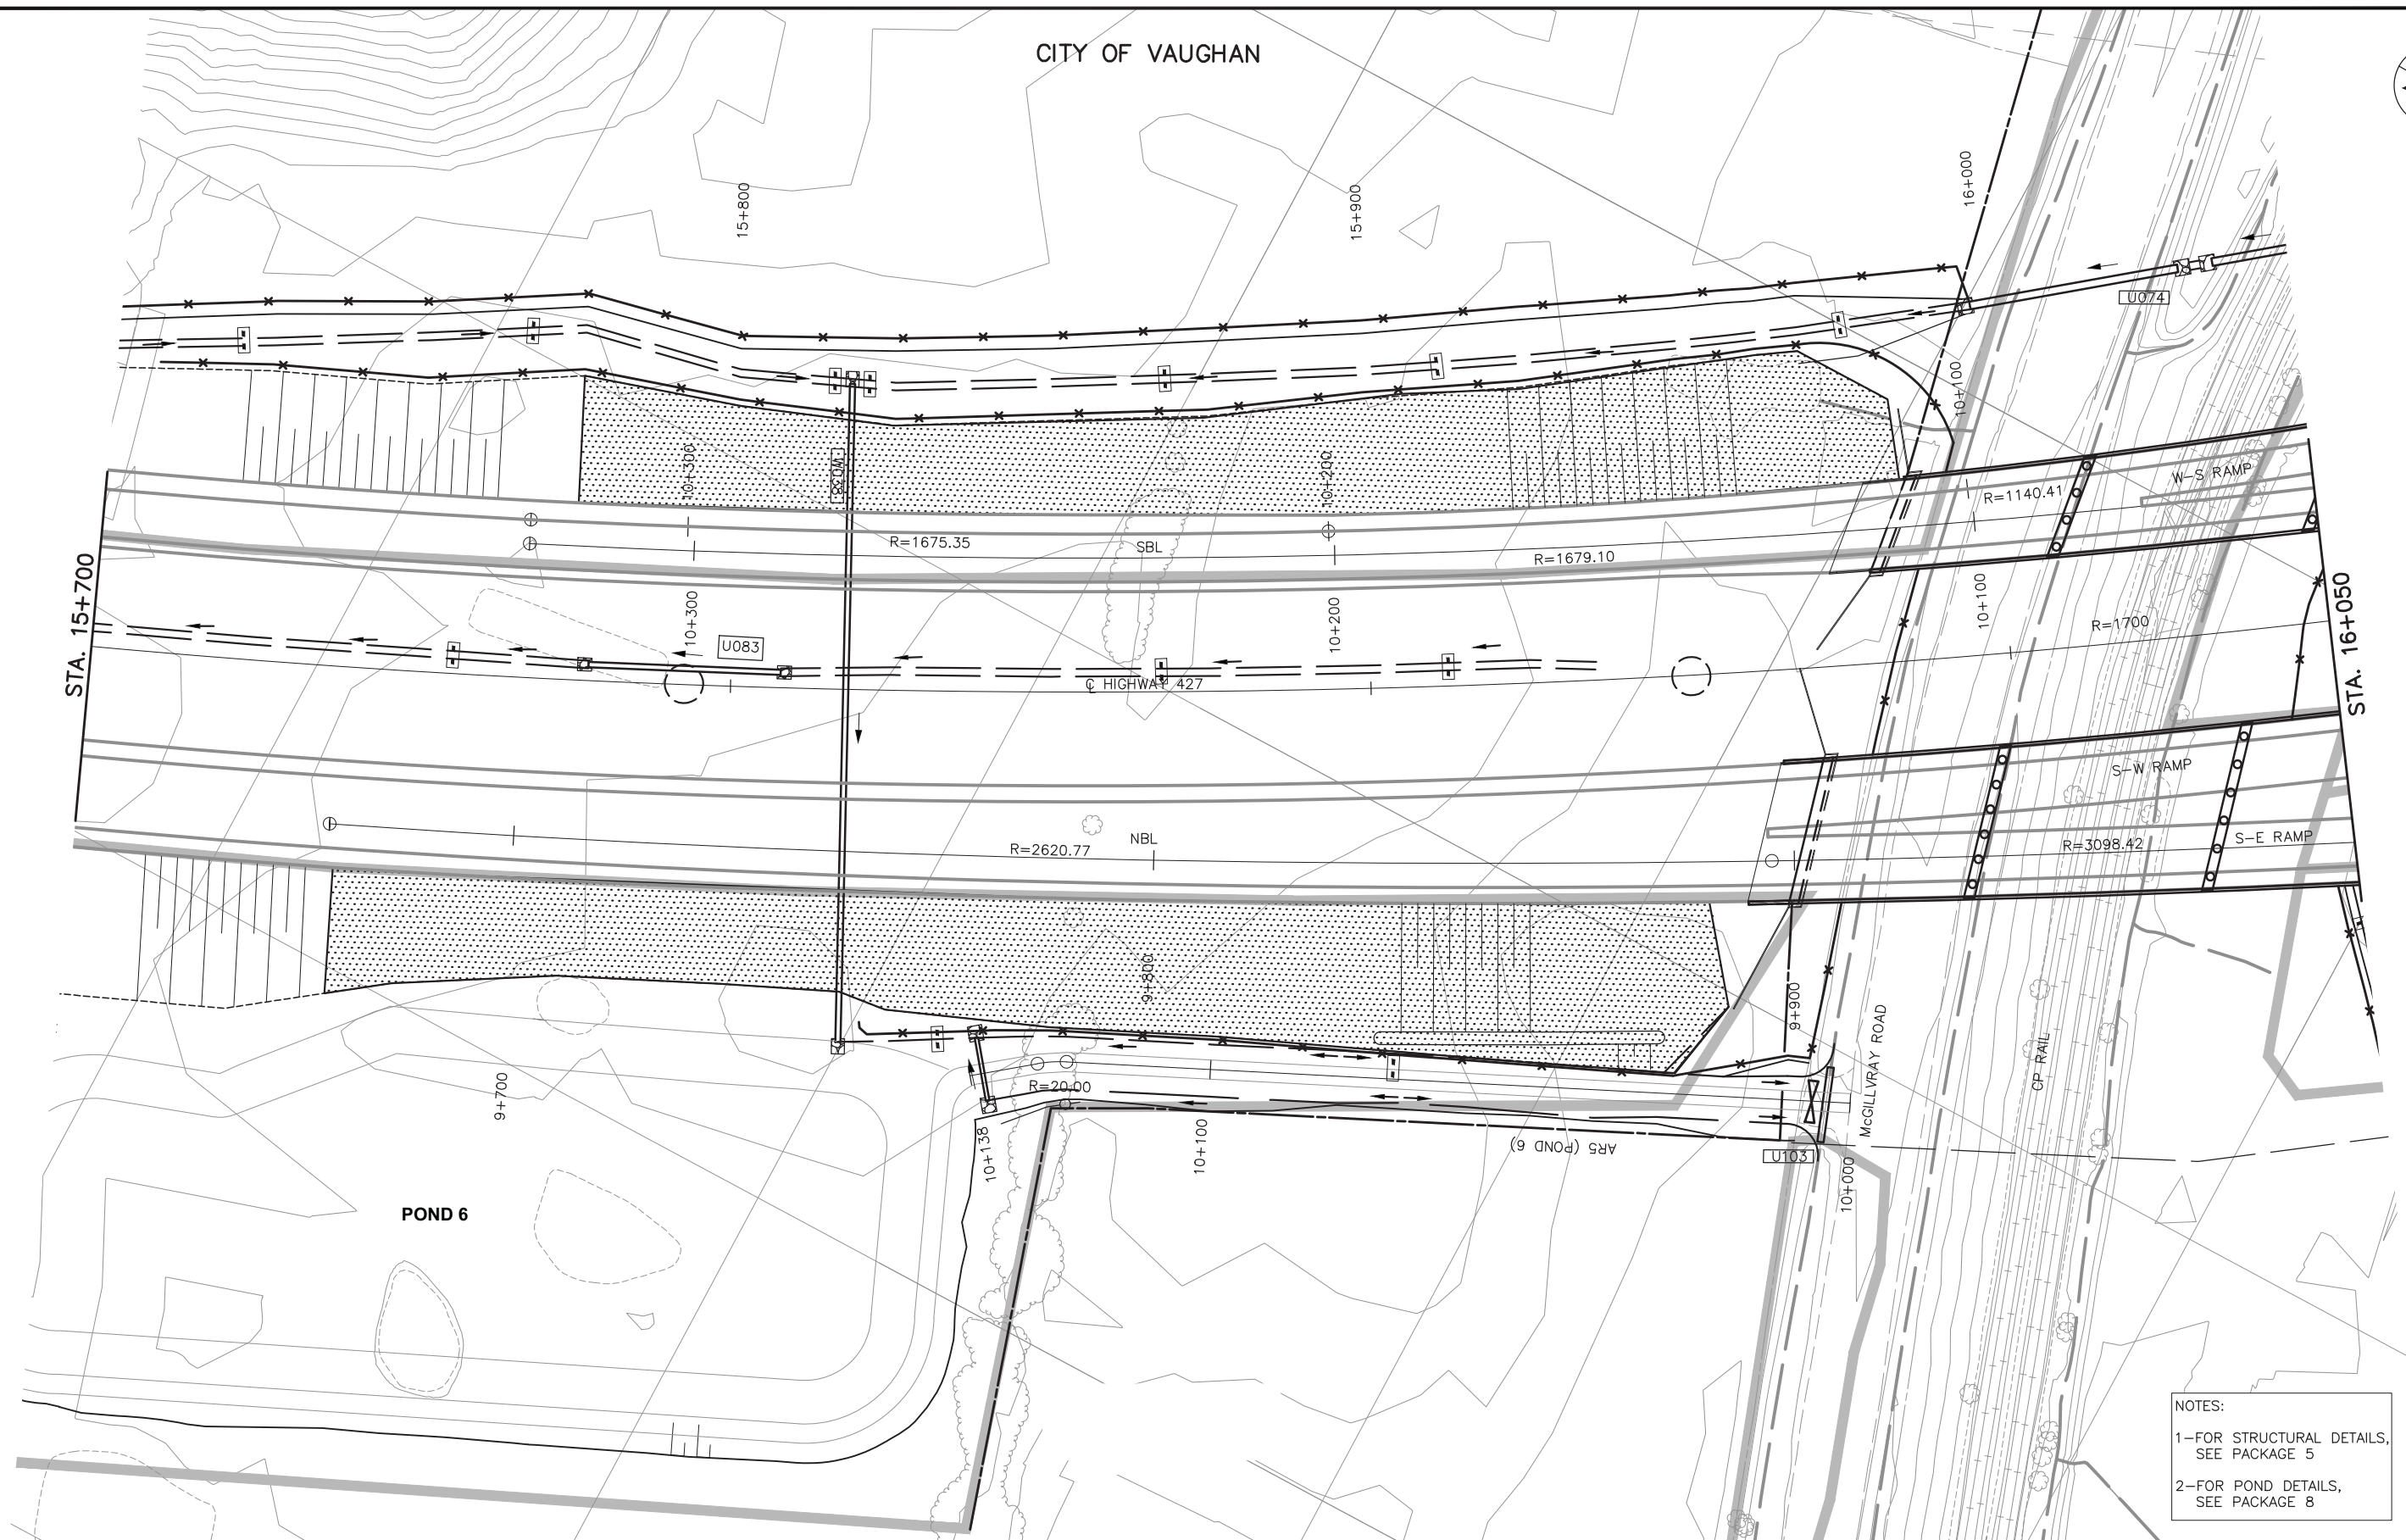 CITY OF VAUGHAN
15+800
15+900
16+000
U074
10+100
10+300
W038
10+200
W-S RAMP
R=1140.41
R=1675.35
SBL
R=1679.10
STA. 15+700
STA. 16+050
10+300
U083
10+200
10+100
R=1700
℄ HIGHWAY 427
S-W RAMP
NBL
R=2620.77
R=3098.42
S-E RAMP
9+800
9+900
McGILLVRAY ROAD
CP RAIL
9+700
R=20.00
10+138
10+100
AR5 (POND 6)
U103
10+000
POND 6
NOTES:
1-FOR STRUCTURAL DETAILS,
SEE PACKAGE 5
2-FOR POND DETAILS,
SEE PACKAGE 8